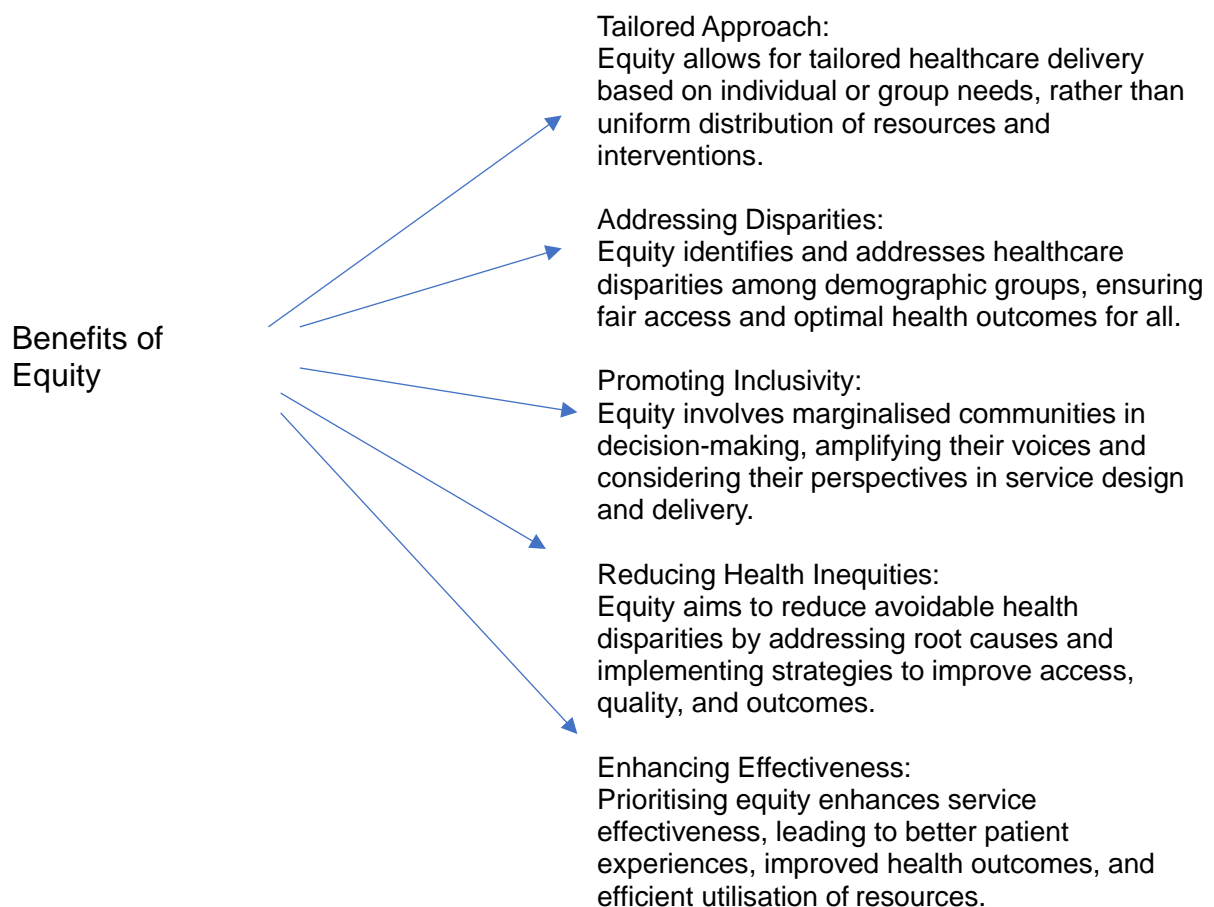 Tailored Approach:
Equity allows for tailored healthcare delivery
based on individual or group needs, rather than
uniform distribution of resources and
interventions.
Addressing Disparities:
Equity identifies and addresses healthcare
disparities among demographic groups, ensuring
fair access and optimal health outcomes for all.
Benefits of
Equity
Promoting Inclusivity:
Equity involves marginalised communities in
decision-making, amplifying their voices and
considering their perspectives in service design
and delivery.
Reducing Health Inequities:
Equity aims to reduce avoidable health
disparities by addressing root causes and
implementing strategies to improve access,
quality, and outcomes.
Enhancing Effectiveness:
Prioritising equity enhances service
effectiveness, leading to better patient
experiences, improved health outcomes, and
efficient utilisation of resources.